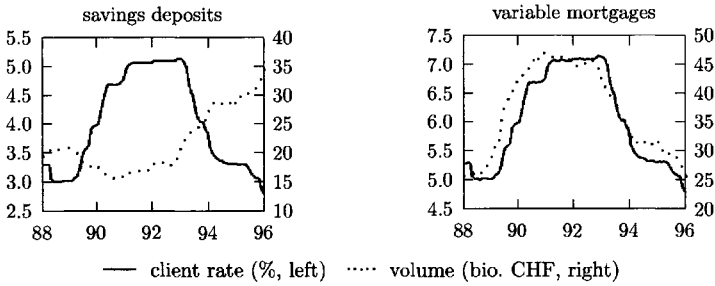 savings deposits
variable mortgages
5.5 40
5.0 35
4.5 30
4.0 25
3.5 20
3.0 15
2.5 10
88 90 92 94 96
7.5 50
7.0 45
6.5 40
6.0 35
5.5 30
5.0 25
4.5 20
88 90 92 94 96
client rate (%, left) volume (bio. CHF, right)